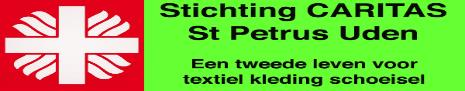 Stichting CARITAS
St Petrus Uden
Een tweede leven voor
textiel kleding schoeisel